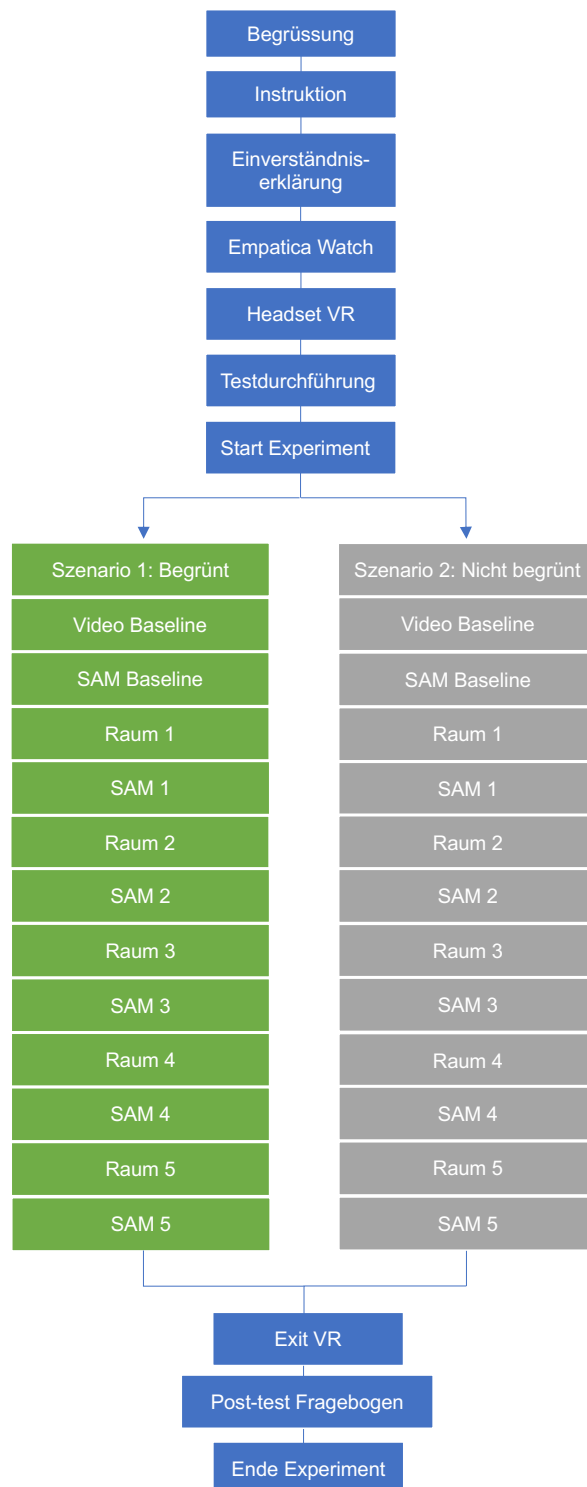 Begrüssung
Instruktion
Einverständnis-
erklärung
Empatica Watch
Headset VR
Testdurchführung
Start Experiment
Szenario 1: Begrünt
Video Baseline
SAM Baseline
Raum 1
SAM 1
Raum 2
SAM 2
Raum 3
SAM 3
Raum 4
SAM 4
Raum 5
SAM 5
Szenario 2: Nicht begrünt
Video Baseline
SAM Baseline
Raum 1
SAM 1
Raum 2
SAM 2
Raum 3
SAM 3
Raum 4
SAM 4
Raum 5
SAM 5
Exit VR
Post-test Fragebogen
Ende Experiment